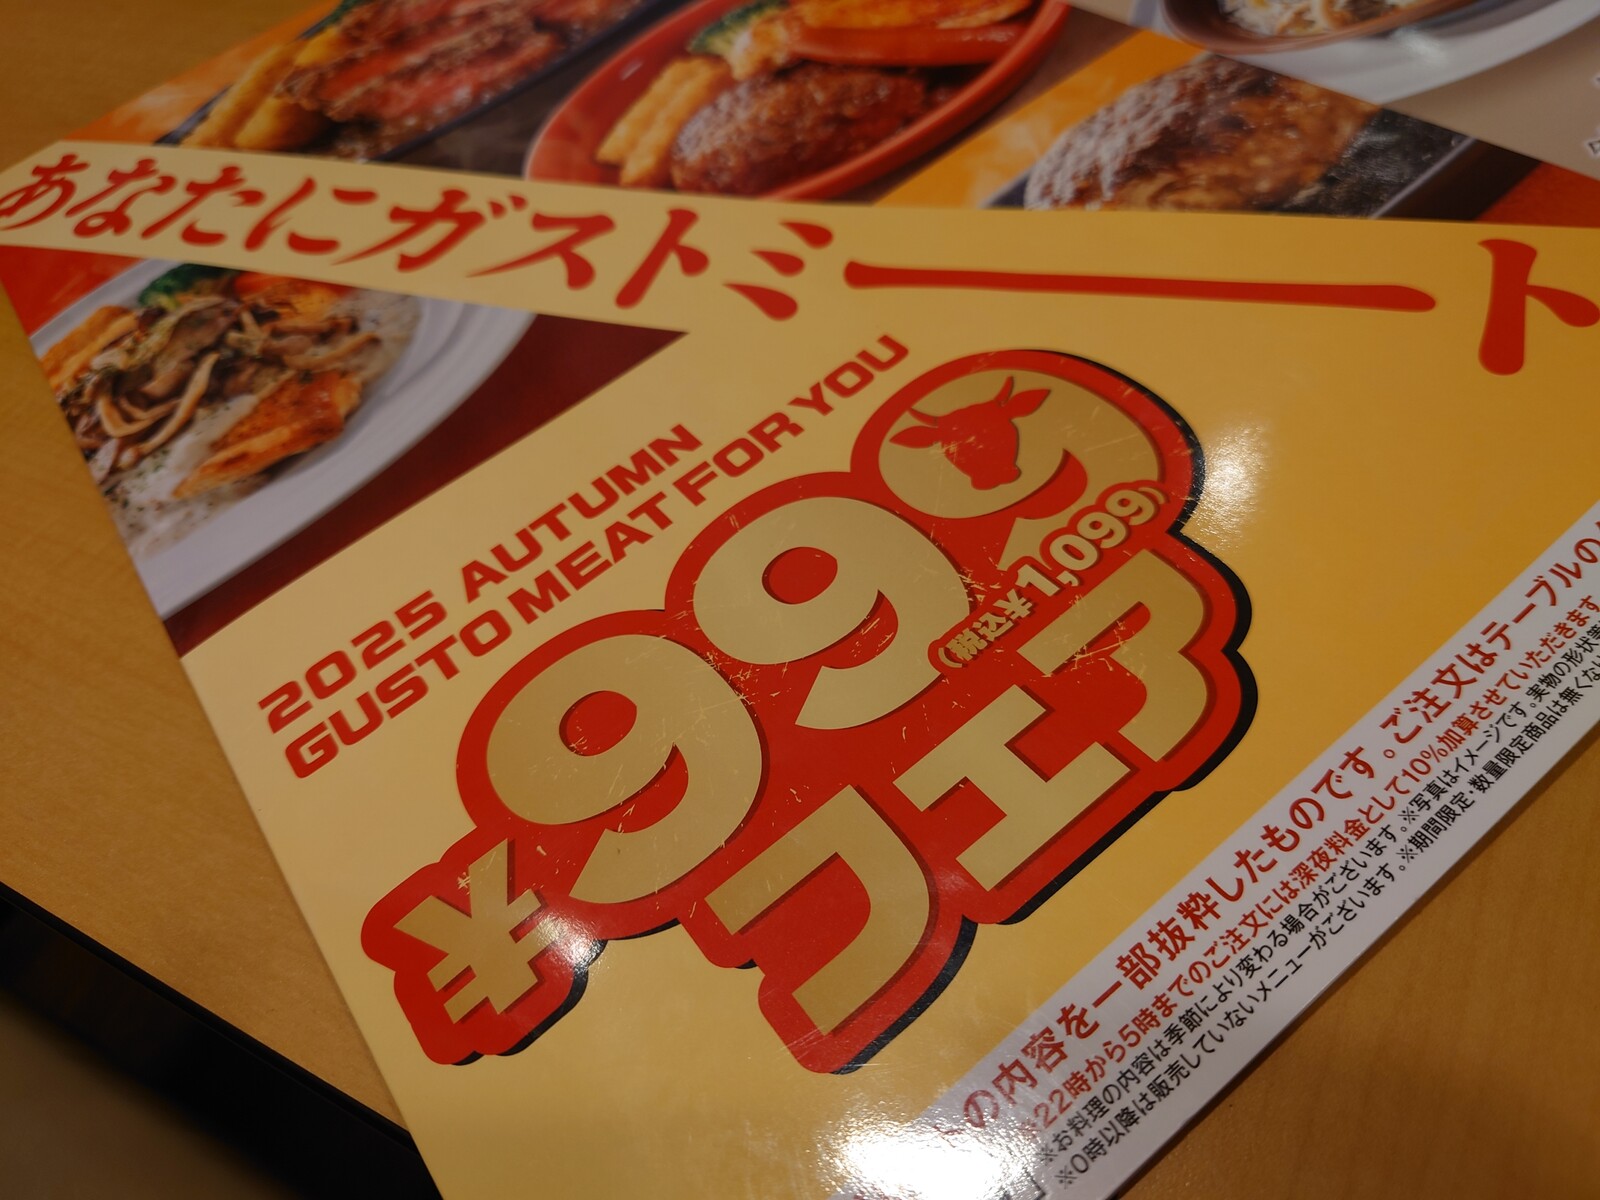 あなたにガストミート
2025 AUTUMN
GUSTO MEAT FOR YOU
¥999
(税込¥1,099)
フェア
の内容を一部抜粋したものです。ご注文はテーブルの
22時から5時までのご注文には深夜料金として10%加算させていただきます
※お料理の内容は季節により変わる場合がございます。※写真はイメージです。実物の形状等
※0時以降は販売していないメニューがございます。※期間限定・数量限定商品は無くな